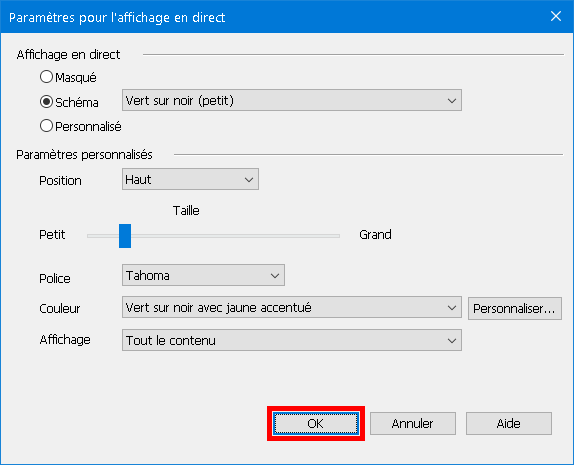 Paramètres pour l'affichage en direct
Affichage en direct
Masqué
Schéma Vert sur noir (petit)
Personnalisé
Paramètres personnalisés
Position Haut
Taille
Petit Grand
Police Tahoma
Couleur Vert sur noir avec jaune accentué Personnaliser...
Affichage Tout le contenu
OK Annuler Aide